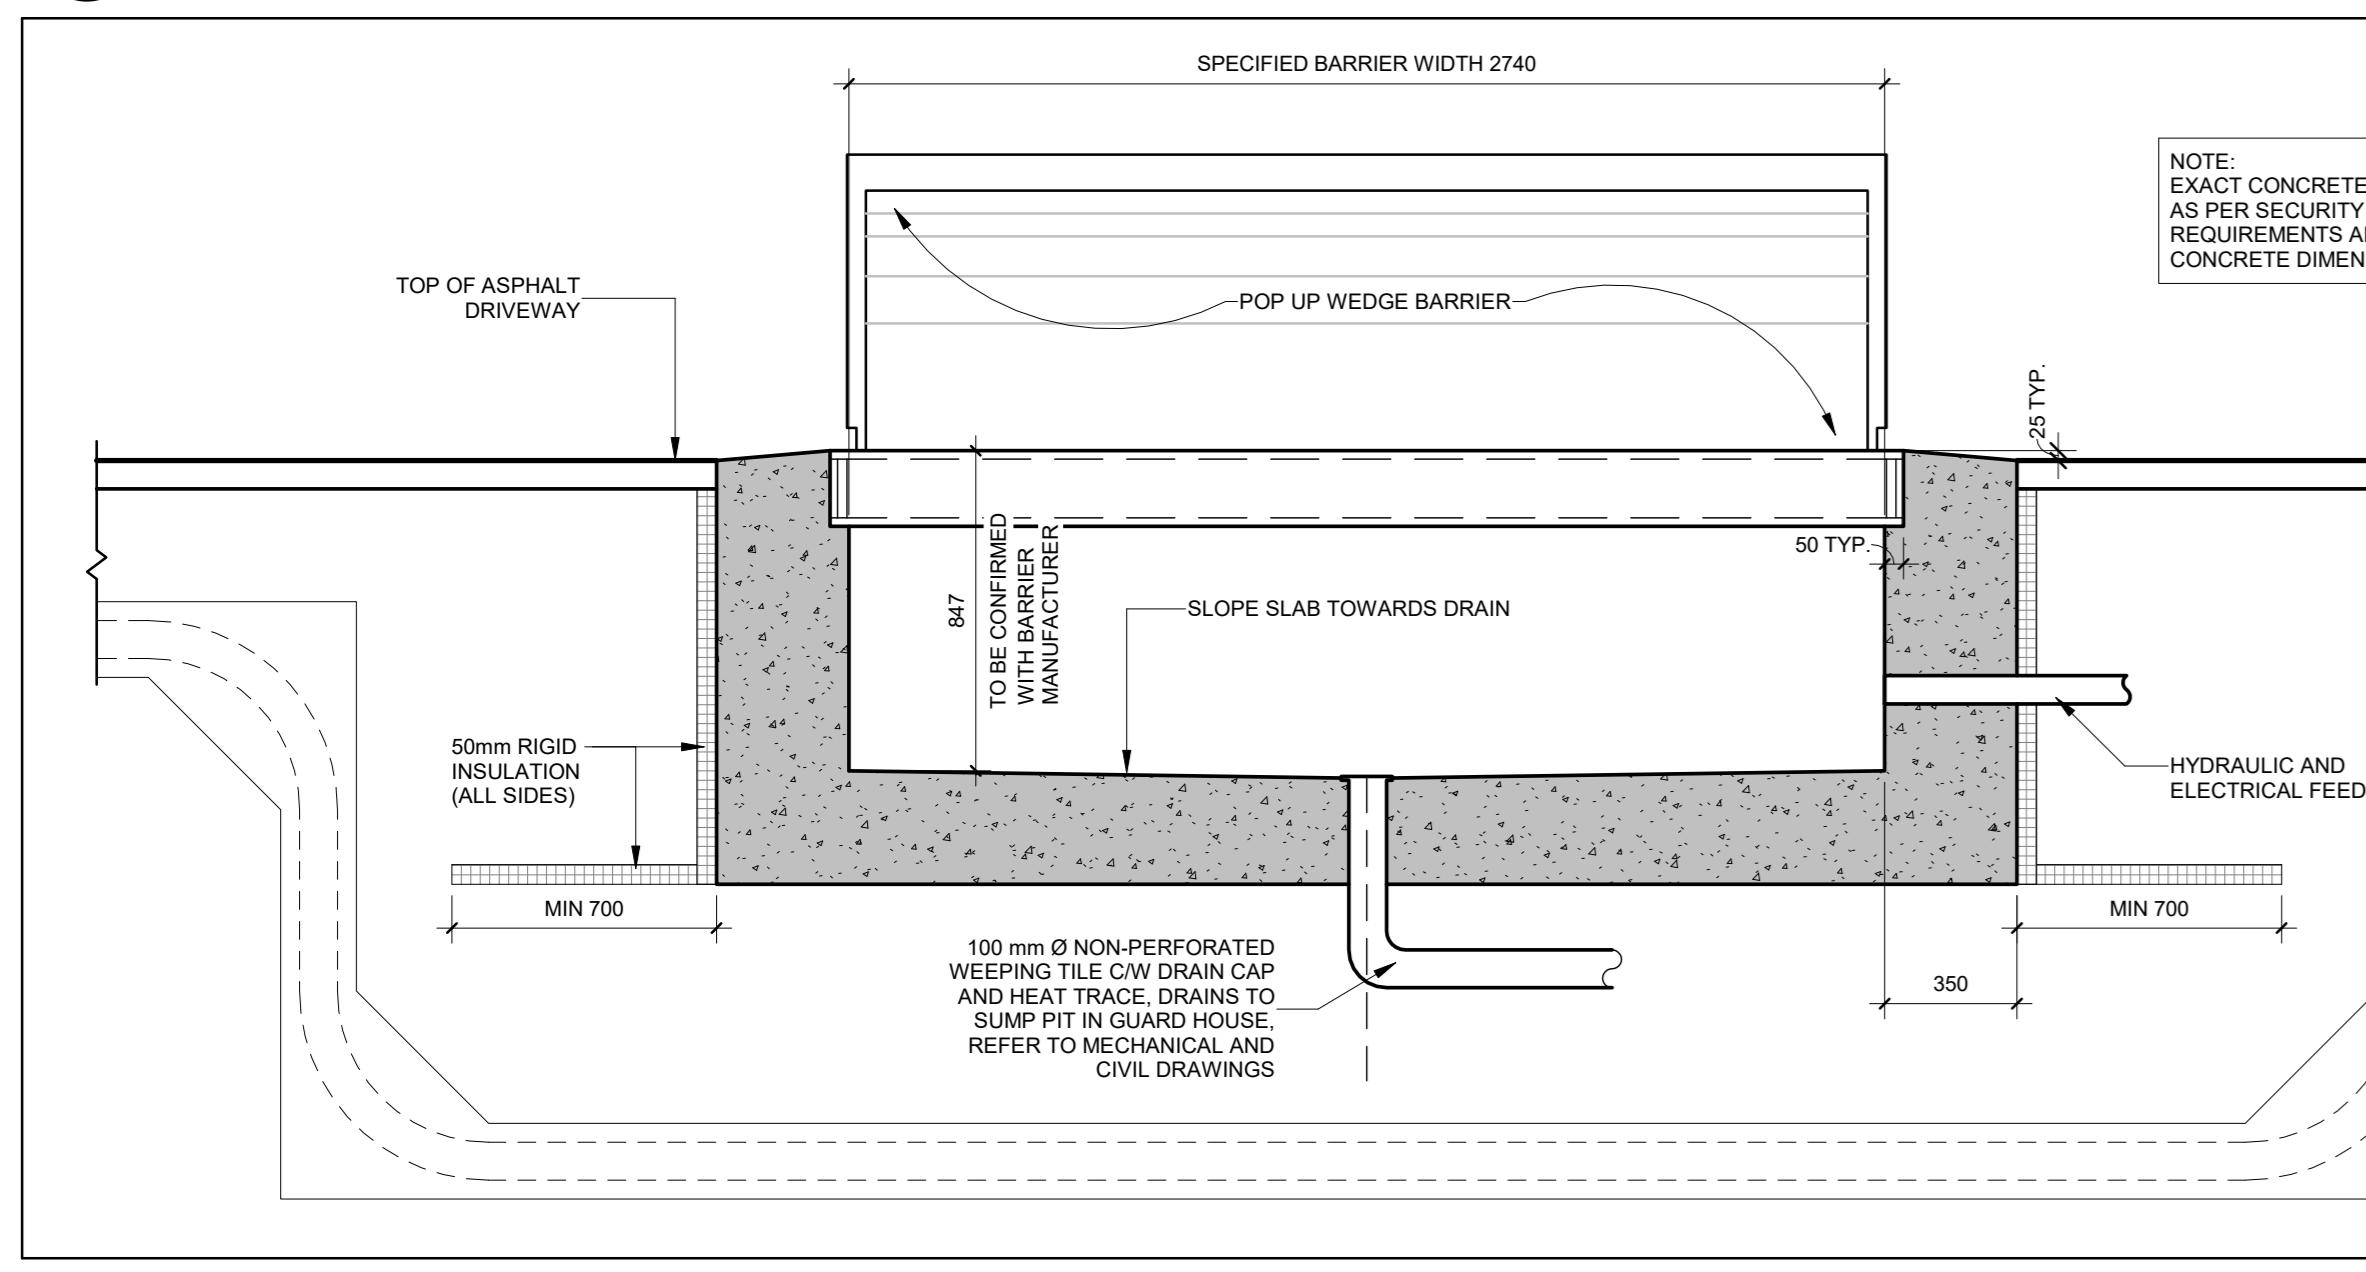 SPECIFIED BARRIER WIDTH 2740
NOTE:
EXACT CONCRETE
AS PER SECURITY
REQUIREMENTS
CONCRETE
TOP OF ASPHALT
DRIVEWAY
POP UP WEDGE BARRIER
25 TYP.
50 TYP.
847
TO BE CONFIRMED
WITH BARRIER
MANUFACTURER
SLOPE SLAB TOWARDS DRAIN
50mm RIGID
INSULATION
(ALL SIDES)
HYDRAULIC AND
ELECTRICAL FEED
MIN 700
MIN 700
100 mm Ø NON-PERFORATED
WEEPING TILE C/W DRAIN CAP
AND HEAT TRACE, DRAINS TO
SUMP PIT IN GUARD HOUSE,
REFER TO MECHANICAL AND
CIVIL DRAWINGS
350